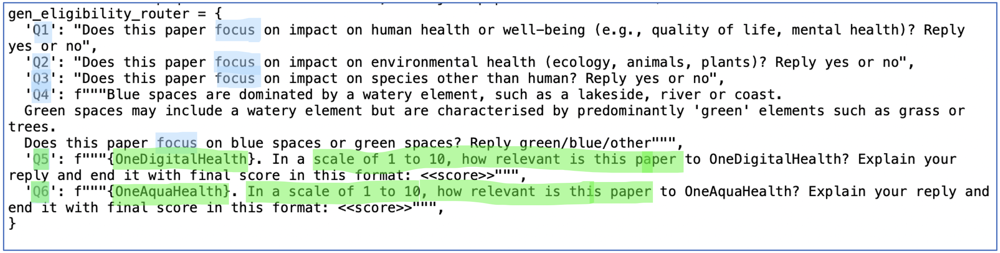 gen_eligibility_router = {
  'Q1': "Does this paper focus on impact on human health or well-being (e.g., quality of life, mental health)? Reply
yes or no",
  'Q2': "Does this paper focus on impact on environmental health (ecology, animals, plants)? Reply yes or no",
  'Q3': "Does this paper focus on impact on species other than human? Reply yes or no",
  'Q4': f"""Blue spaces are dominated by a watery element, such as a lakeside, river or coast.
  Green spaces may include a watery element but are characterised by predominantly 'green' elements such as grass or
trees.
  Does this paper focus on blue spaces or green spaces? Reply green/blue/other""",
  'Q5': f"""{OneDigitalHealth}. In a scale of 1 to 10, how relevant is this paper to OneDigitalHealth? Explain your
reply and end it with final score in this format: <<score>>""",
  'Q6': f"""{OneAquaHealth}. In a scale of 1 to 10, how relevant is this paper to OneAquaHealth? Explain your reply and
end it with final score in this format: <<score>>""",
}